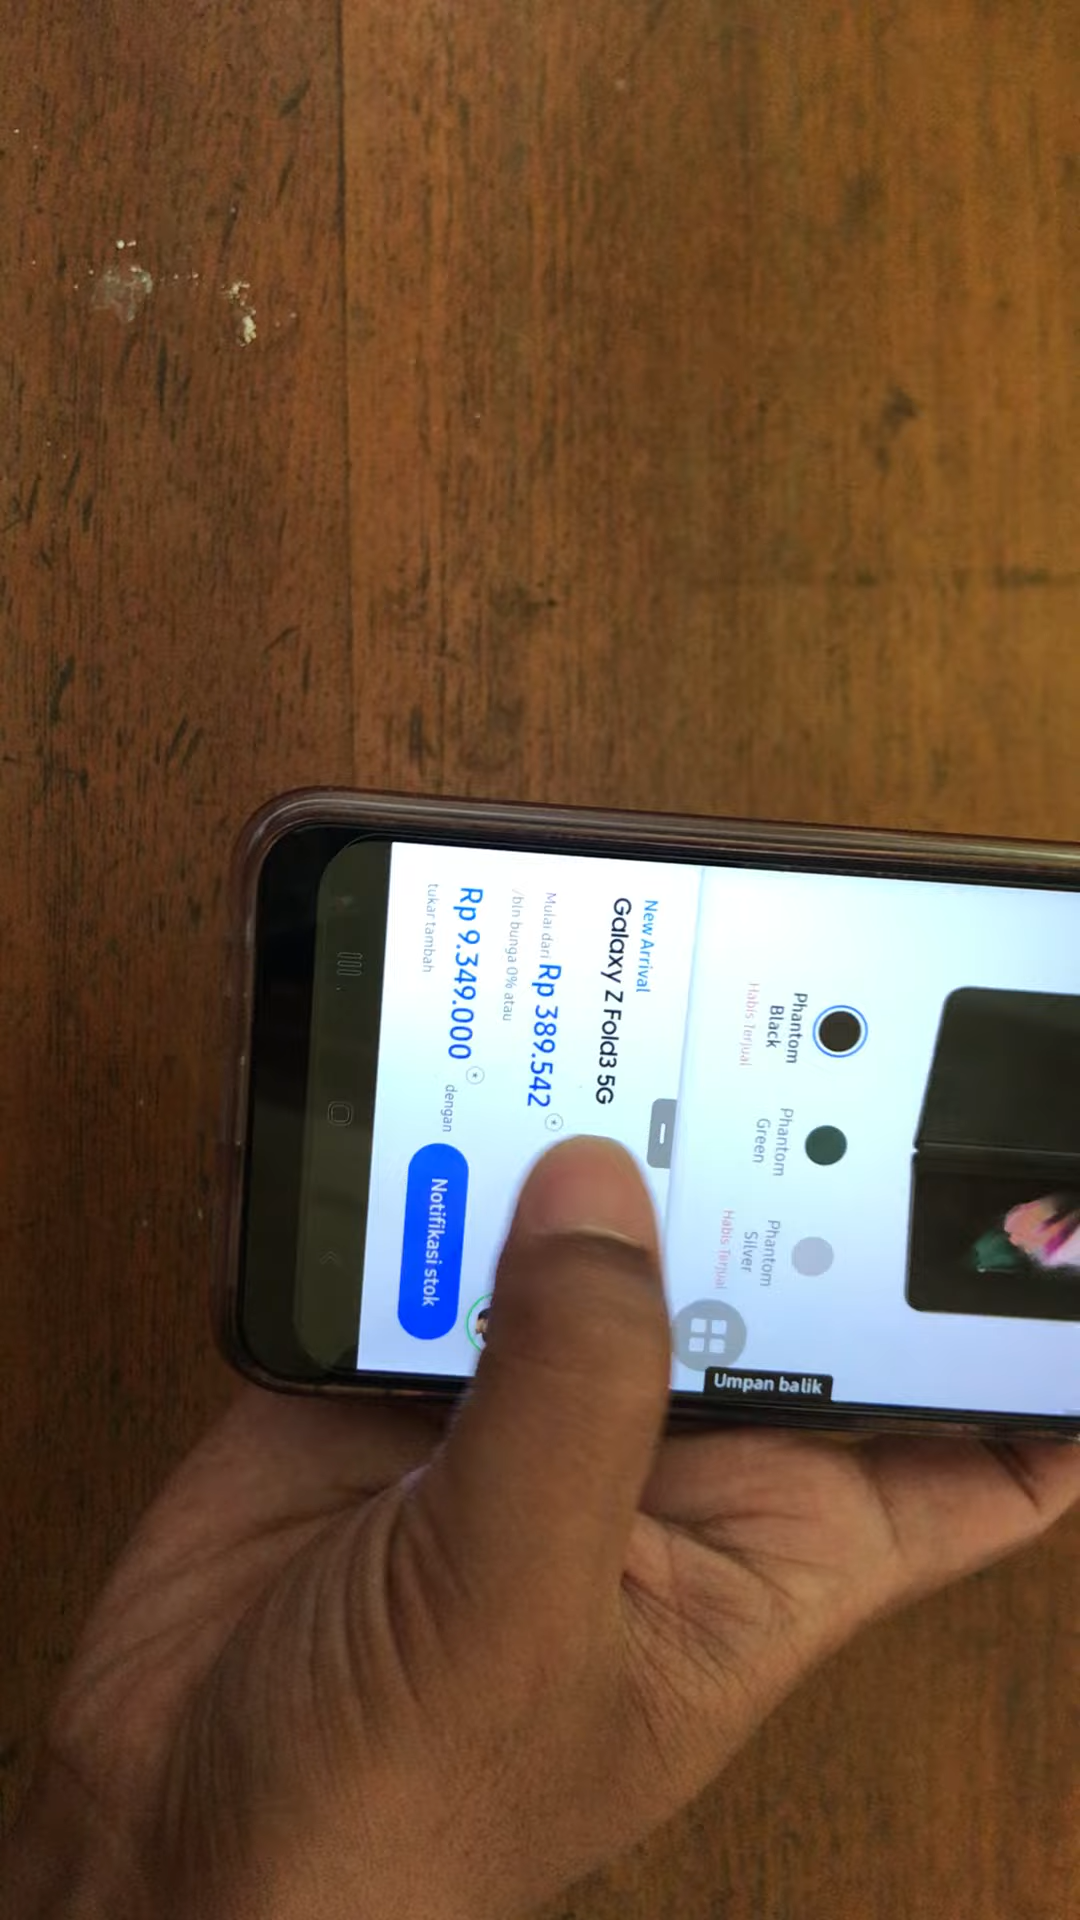 Phantom
Black
Habis Terjual
Phantom
Green
Phantom
Silver
Habis Terjual
Umpan balik
New Arrival
Galaxy Z Fold3 5G
Mulai dari Rp 389.542
/bln bunga 0% atau
Rp 9.349.000 dengan
tukar tambah
Notifikasi stok